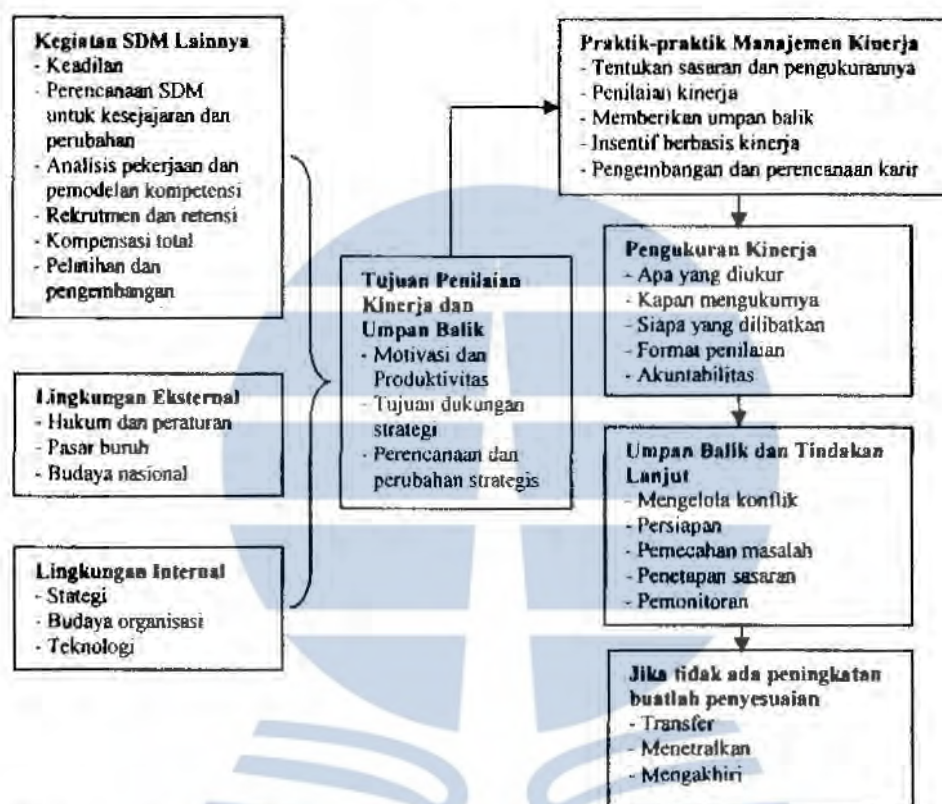 Kegiatan SDM Lainnya
- Keadilan
- Perencanaan SDM
untuk kesejajaran dan
perubahan
- Analisis pekerjaan dan
pemodelan kompetensi
- Rekrutmen dan retensi
- Kompensasi total
- Pelatihan dan
pengembangan
Lingkungan Eksternal
- Hukum dan peraturan
- Pasar buruh
- Budaya nasional
Lingkungan Internal
- Stategi
- Budaya organisasi
- Teknologi
Tujuan Penilaian
Kinerja dan
Umpan Balik
- Motivasi dan
Produktivitas
- Tujuan dukungan
strategi
- Perencanaan dan
perubahan strategis
Praktik-praktik Manajemen Kinerja
- Tentukan sasaran dan pengukurannya
- Penilaian kinerja
- Memberikan umpan balik
- Insentif berbasis kinerja
- Pengembangan dan perencanaan karir
Pengukuran Kinerja
- Apa yang diukur
- Kapan mengukurnya
- Siapa yang dilibatkan
- Format penilaian
- Akuntabilitas
Umpan Balik dan Tindakan
Lanjut
- Mengelola konflik
- Persiapan
- Pemecahan masalah
- Penetapan sasaran
- Pemonitoran
Jika tidak ada peningkatan
buatlah penyesuaian
- Transfer
- Menetralkan
- Mengakhiri